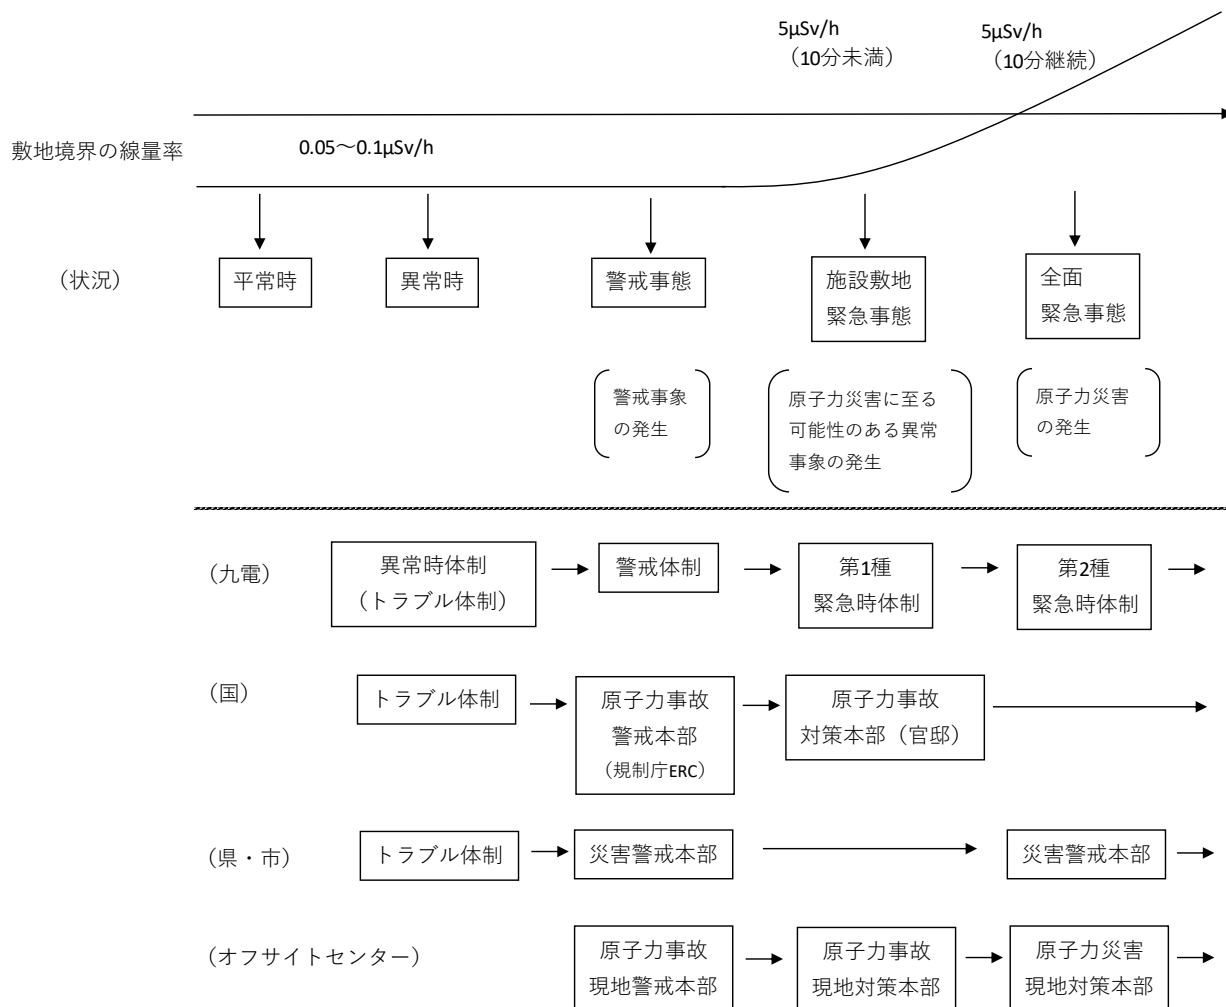 5μSv/h
（10分未満）
5μSv/h
（10分継続）
敷地境界の線量率
0.05～0.1μSv/h
（状況）
平常時
異常時
警戒事態
施設敷地
緊急事態
全面
緊急事態
警戒事象
の発生
原子力災害に至る
可能性のある異常
事象の発生
原子力災害
の発生
（九電）
異常時体制
（トラブル体制）
警戒体制
第1種
緊急時体制
第2種
緊急時体制
（国）
トラブル体制
原子力事故
警戒本部
（規制庁ERC）
原子力事故
対策本部（官邸）
（県・市）
トラブル体制
災害警戒本部
災害警戒本部
（オフサイトセンター）
原子力事故
現地警戒本部
原子力事故
現地対策本部
原子力災害
現地対策本部